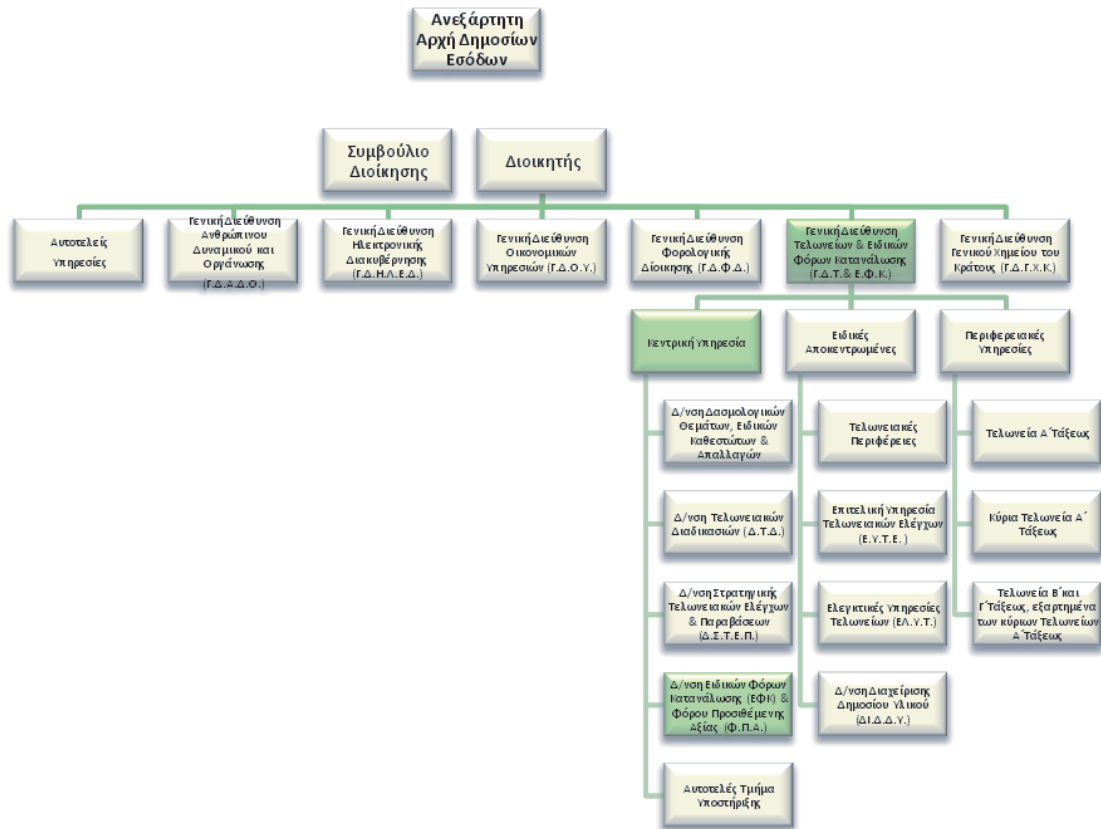 Ανεξάρτητη
Αρχή Δημοσίων
Εσόδων
Συμβούλιο
Διοίκησης
Διοικητής
Αυτοτελείς
Υπηρεσίες
Γενική Διεύθυνση
Ανθρώπινου
Δυναμικού και
Οργάνωσης
(Γ.Δ.Α.Δ.Ο.)
Γενική Διεύθυνση
Ηλεκτρονικής
Διακυβέρνησης
(Γ.Δ.Η.Λ.Ε.Δ.)
Γενική Διεύθυνση
Οικονομικών
Υπηρεσιών (Γ.Δ.Ο.Υ.)
Γενική Διεύθυνση
Φορολογικής
Δίοικησης (Γ.Δ.Φ.Δ.)
Γενική Διεύθυνση
Τελωνείων & Ειδικών
Φόρων Κατανάλωσης
(Γ.Δ.Τ.& Ε.Φ.Κ.)
Γενική Διεύθυνση
Γενικού Χημείου του
Κράτους (Γ.Δ.Γ.Χ.Κ.)
Κεντρική Υπηρεσία
Ειδικές
Αποκεντρωμένες
Περιφερειακές
Υπηρεσίες
Δ/νση Δασμολογικών
Θεμάτων, Ειδικών
Καθεστώτων &
Απαλλαγών
Δ/νση Τελωνειακών
Διαδικασιών (Δ.Τ.Δ.)
Δ/νση Στρατηγικής
Τελωνειακών Ελέγχων
& Παραβάσεων
(Δ.Σ.Τ.Ε.Π.)
Δ/νση Ειδικών Φόρων
Κατανάλωσης (ΕΦΚ) &
Φόρου Προσιθέμενης
Αξίας (Φ.Π.Α.)
Αυτοτελές Τμήμα
Υποστήριξης
Τελωνειακές
Περιφέρειες
Επιτελική Υπηρεσία
Τελωνειακών Ελέγχων
(Ε.Υ.Τ.Ε.)
Ελεγκτικές Υπηρεσίες
Τελωνείων (ΕΛ.Υ.Τ.)
Δ/νση Διαχείρισης
Δημοσίου Υλικού
(ΔΙ.Δ.Δ.Υ.)
Τελωνεία Α΄Τάξεως
Κύρια Τελωνεία Α΄
Τάξεως
Τελωνεία Β΄και
Γ΄Τάξεως, εξαρτημένα
των κύριων Τελωνείων
Α΄Τάξεως